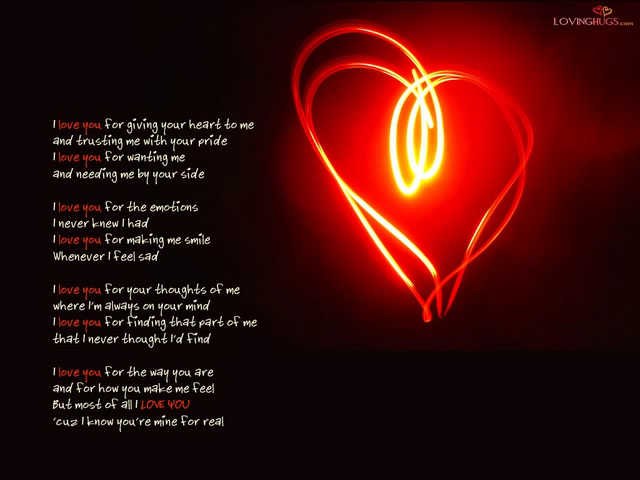 LOVINGHUGS.com
I love you for giving your heart to me
and trusting me with your pride
I love you for wanting me
and needing me by your side
I love you for the emotions
I never knew I had
I love you for making me smile
Whenever I feel sad
I love you for your thoughts of me
where I'm always on your mind
I love you for finding that part of me
that I never thought I'd find
I love you for the way you are
and for how you make me feel
But most of all I LOVE YOU
'cuz I know you're mine for real